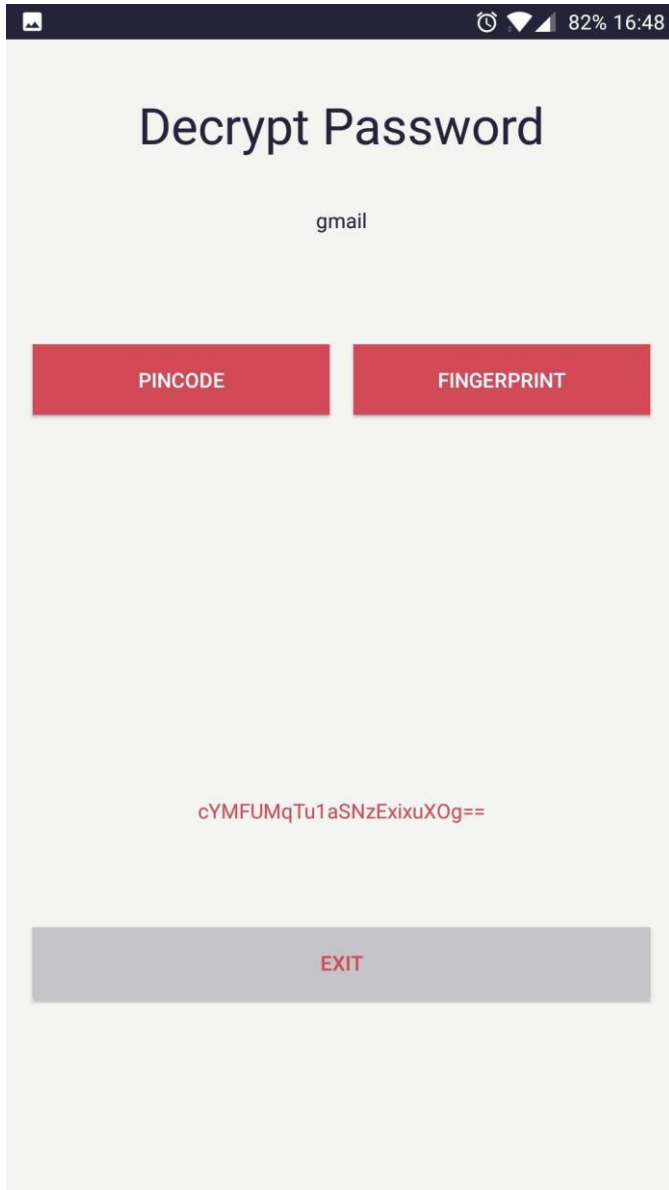 82% 16:48
Decrypt Password
gmail
PINCODE FINGERPRINT
cYMFUMqTu1aSNzExixuXOg==
EXIT